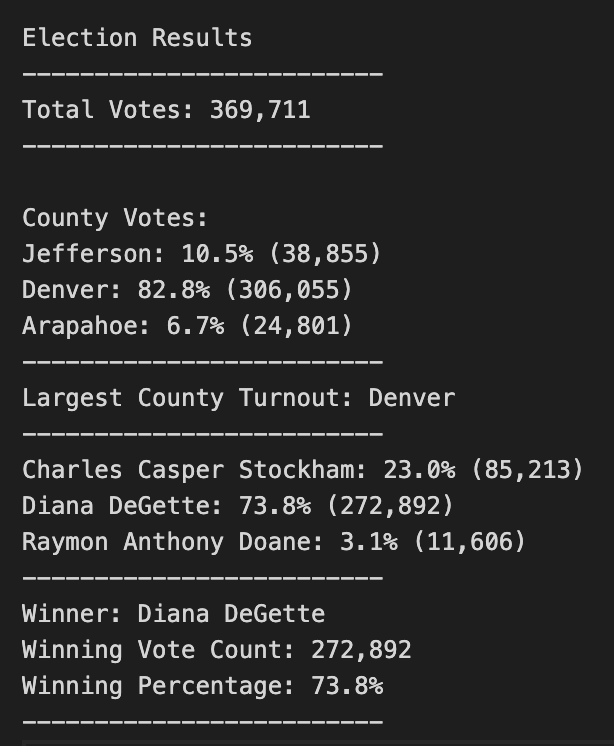 Election Results
-------------------------
Total Votes: 369,711
-------------------------

County Votes:
Jefferson: 10.5% (38,855)
Denver: 82.8% (306,055)
Arapahoe: 6.7% (24,801)
-------------------------
Largest County Turnout: Denver
-------------------------
Charles Casper Stockham: 23.0% (85,213)
Diana DeGette: 73.8% (272,892)
Raymon Anthony Doane: 3.1% (11,606)
-------------------------
Winner: Diana DeGette
Winning Vote Count: 272,892
Winning Percentage: 73.8%
-------------------------